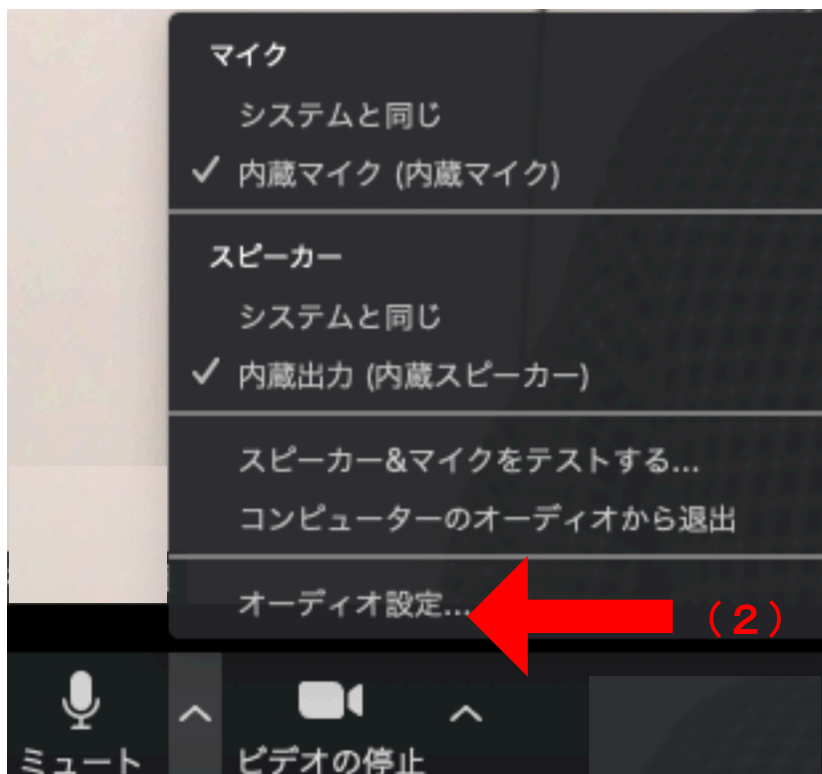 マイク
システムと同じ
✓ 内蔵マイク (内蔵マイク)
スピーカー
システムと同じ
✓ 内蔵出力 (内蔵スピーカー)
スピーカー&マイクをテストする...
コンピューターのオーディオから退出
オーディオ設定...
（２）
ミュート
ビデオの停止